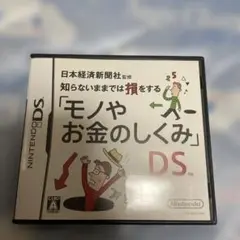 日本経済新聞社監修
知らないままでは損をする
「モノや
お金のしくみ」
DS
NINTENDO DS
A
Nintendo